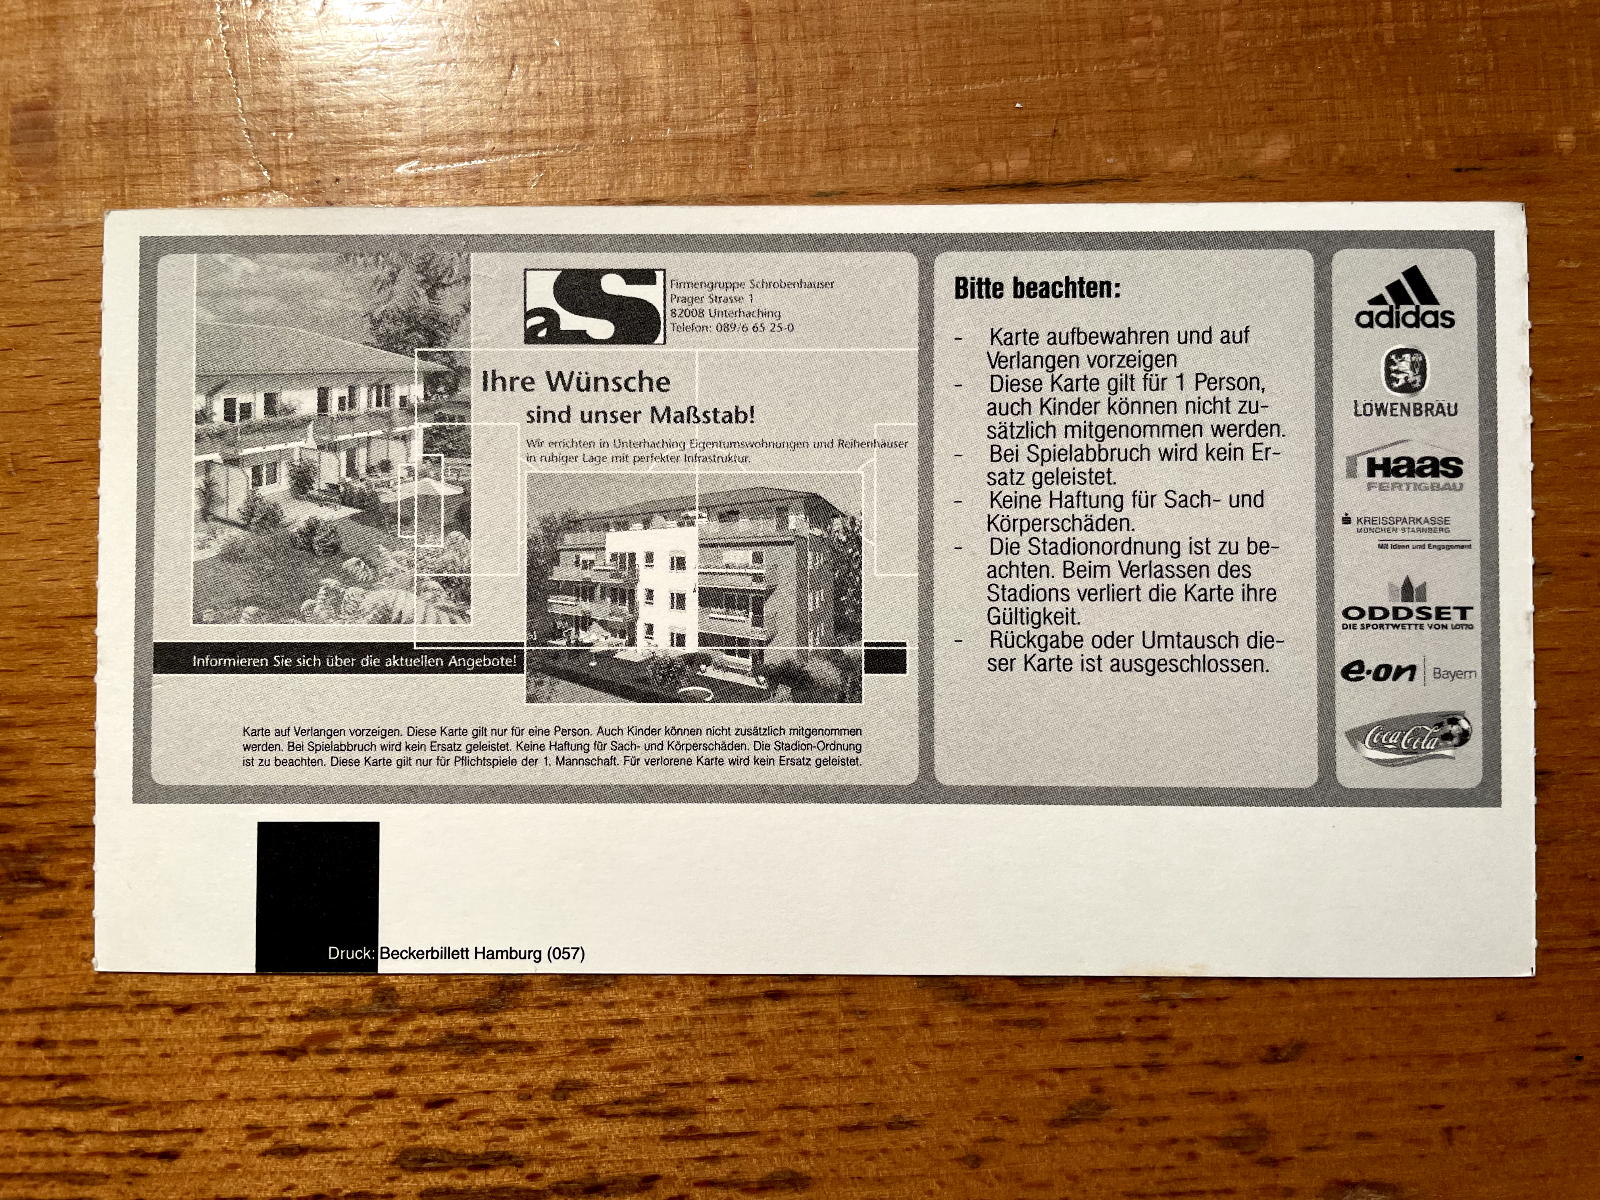 aS
Firmengruppe Schrobenhauser
Prager Strasse 1
82008 Unterhaching
Telefon: 089/6 65 25-0
Ihre Wünsche
sind unser Maßstab!
Wir errichten in Unterhaching Eigentumswohnungen und Reihenhäuser
in ruhiger Lage mit perfekter Infrastruktur.
Informieren Sie sich über die aktuellen Angebote!
Karte auf Verlangen vorzeigen. Diese Karte gilt nur für eine Person. Auch Kinder können nicht zusätzlich mitgenommen
werden. Bei Spielabbruch wird kein Ersatz geleistet. Keine Haftung für Sach- und Körperschäden. Die Stadion-Ordnung
ist zu beachten. Diese Karte gilt nur für Pflichtspiele der 1. Mannschaft. Für verlorene Karte wird kein Ersatz geleistet.
Bitte beachten:
- Karte aufbewahren und auf
Verlangen vorzeigen
- Diese Karte gilt für 1 Person,
auch Kinder können nicht zu-
sätzlich mitgenommen werden.
- Bei Spielabbruch wird kein Er-
satz geleistet.
- Keine Haftung für Sach- und
Körperschäden.
- Die Stadionordnung ist zu be-
achten. Beim Verlassen des
Stadions verliert die Karte ihre
Gültigkeit.
- Rückgabe oder Umtausch die-
ser Karte ist ausgeschlossen.
adidas
LÖWENBRÄU
Haas
FERTIGBAU
KREISSPARKASSE
MÜNCHEN STARNBERG
Mit Ideen und Engagement
ODDSET
DIE SPORTWETTE VON LOTTO
e·on | Bayern
Coca-Cola
Druck: Beckerbillett Hamburg (057)